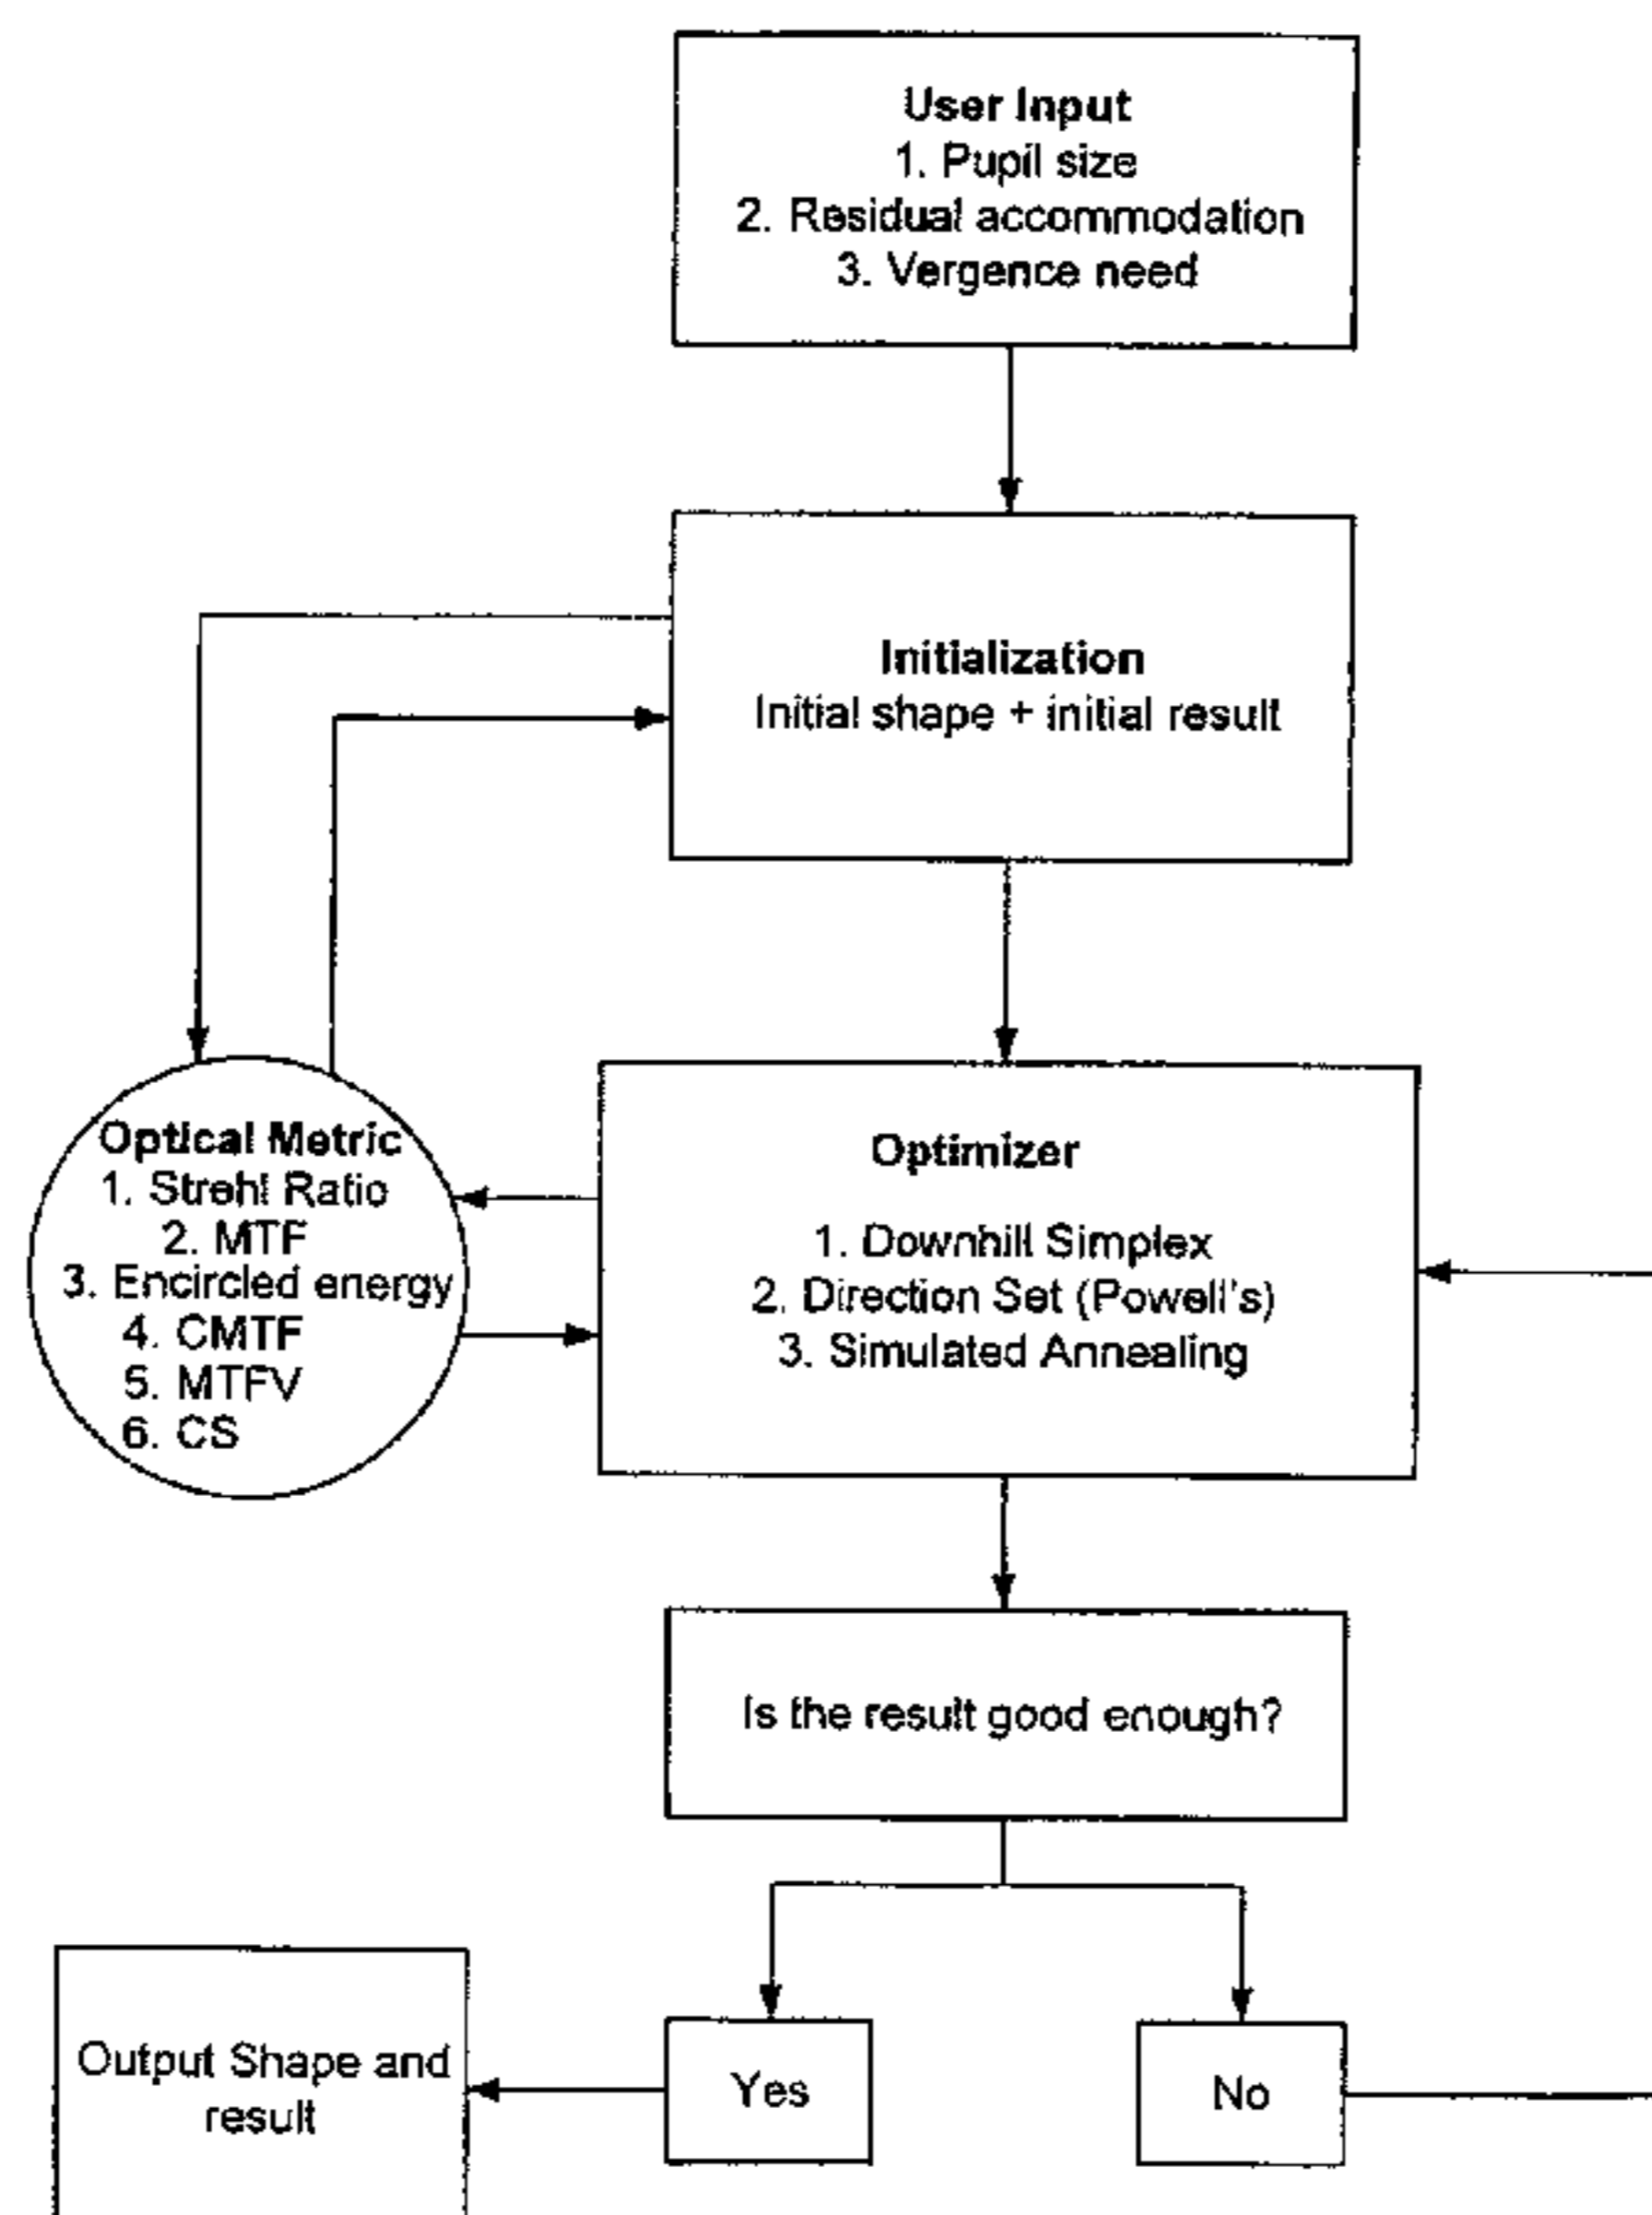 User Input
1. Pupil size
2. Residual accommodation
3. Vergence need
Initialization
Initial shape + initial result
Optical Metric
1. Strehl Ratio
2. MTF
3. Encircled energy
4. CMTF
5. MTFV
6. CS
Optimizer
1. Downhill Simplex
2. Direction Set (Powell's)
3. Simulated Annealing
Is the result good enough?
Yes
No
Output Shape and
result